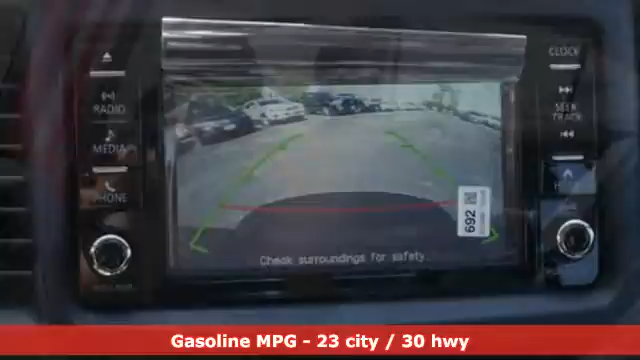 CLOCK
RADIO
SEEK
TRACK
MEDIA
PHONE
692
Check surroundings for safety.
Gasoline MPG - 23 city / 30 hwy